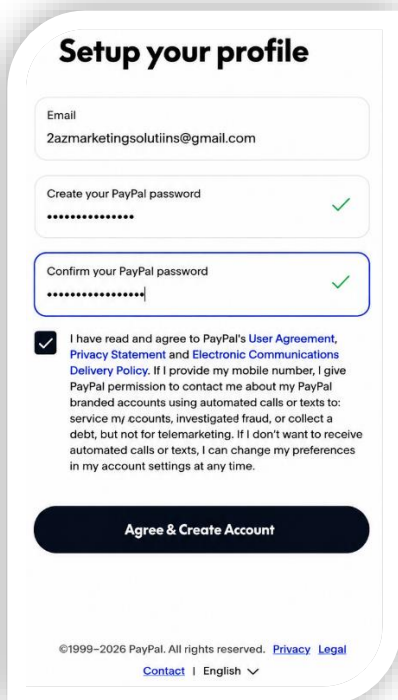 Setup your profile
Email
2azmarketingsolutiins@gmail.com
Create your PayPal password
•••••••••••••••
Confirm your PayPal password
•••••••••••••••••
I have read and agree to PayPal's User Agreement,
Privacy Statement and Electronic Communications
Delivery Policy. If I provide my mobile number, I give
PayPal permission to contact me about my PayPal
branded accounts using automated calls or texts to:
service my ccounts, investigated fraud, or collect a
debt, but not for telemarketing. If I don't want to receive
automated calls or texts, I can change my preferences
in my account settings at any time.
Agree & Create Account
©1999–2026 PayPal. All rights reserved. Privacy Legal
Contact | English